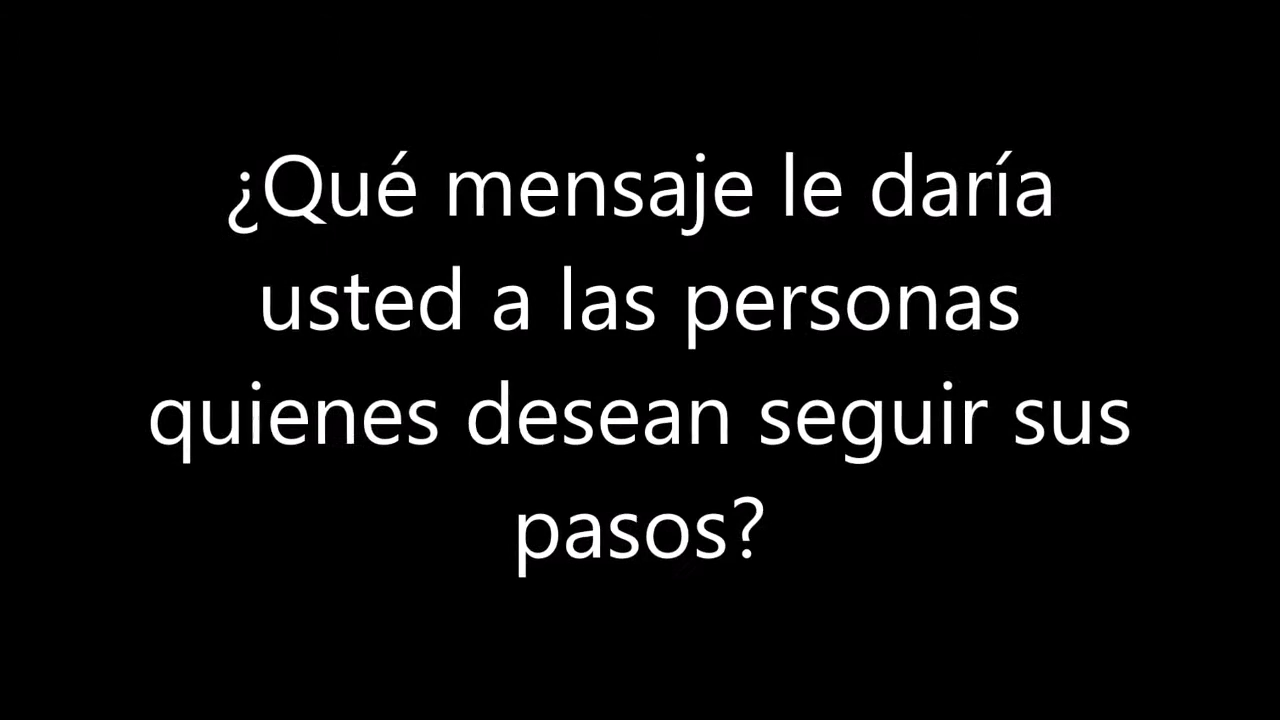 ¿Qué mensaje le daría
usted a las personas
quienes desean seguir sus
pasos?